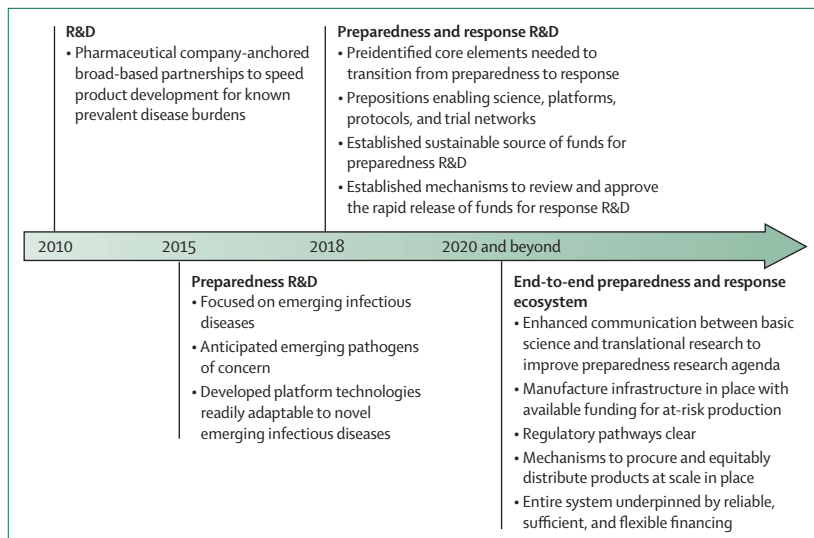 R&D
• Pharmaceutical company-anchored
broad-based partnerships to speed
product development for known
prevalent disease burdens
Preparedness and response R&D
• Preidentified core elements needed to
transition from preparedness to response
• Prepositions enabling science, platforms,
protocols, and trial networks
• Established sustainable source of funds for
preparedness R&D
• Established mechanisms to review and approve
the rapid release of funds for response R&D
2010
2015
2018
2020 and beyond
Preparedness R&D
• Focused on emerging infectious
diseases
• Anticipated emerging pathogens
of concern
• Developed platform technologies
readily adaptable to novel
emerging infectious diseases
End-to-end preparedness and response
ecosystem
• Enhanced communication between basic
science and translational research to
improve preparedness research agenda
• Manufacture infrastructure in place with
available funding for at-risk production
• Regulatory pathways clear
• Mechanisms to procure and equitably
distribute products at scale in place
• Entire system underpinned by reliable,
sufficient, and flexible financing